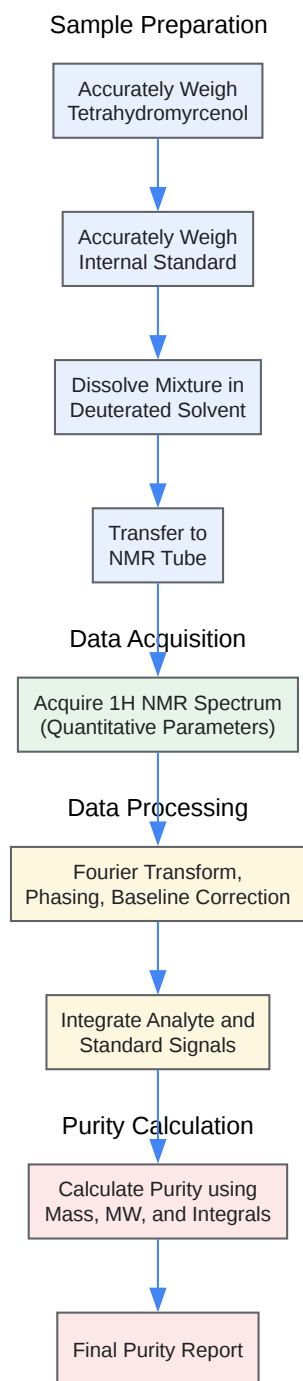 Sample Preparation
Accurately Weigh
Tetrahydromyrcenol
Accurately Weigh
Internal Standard
Dissolve Mixture in
Deuterated Solvent
Transfer to
NMR Tube
Data Acquisition
Acquire 1H NMR Spectrum
(Quantitative Parameters)
Data Processing
Fourier Transform,
Phasing, Baseline Correction
Integrate Analyte and
Standard Signals
Purity Calculation
Calculate Purity using
Mass, MW, and Integrals
Final Purity Report